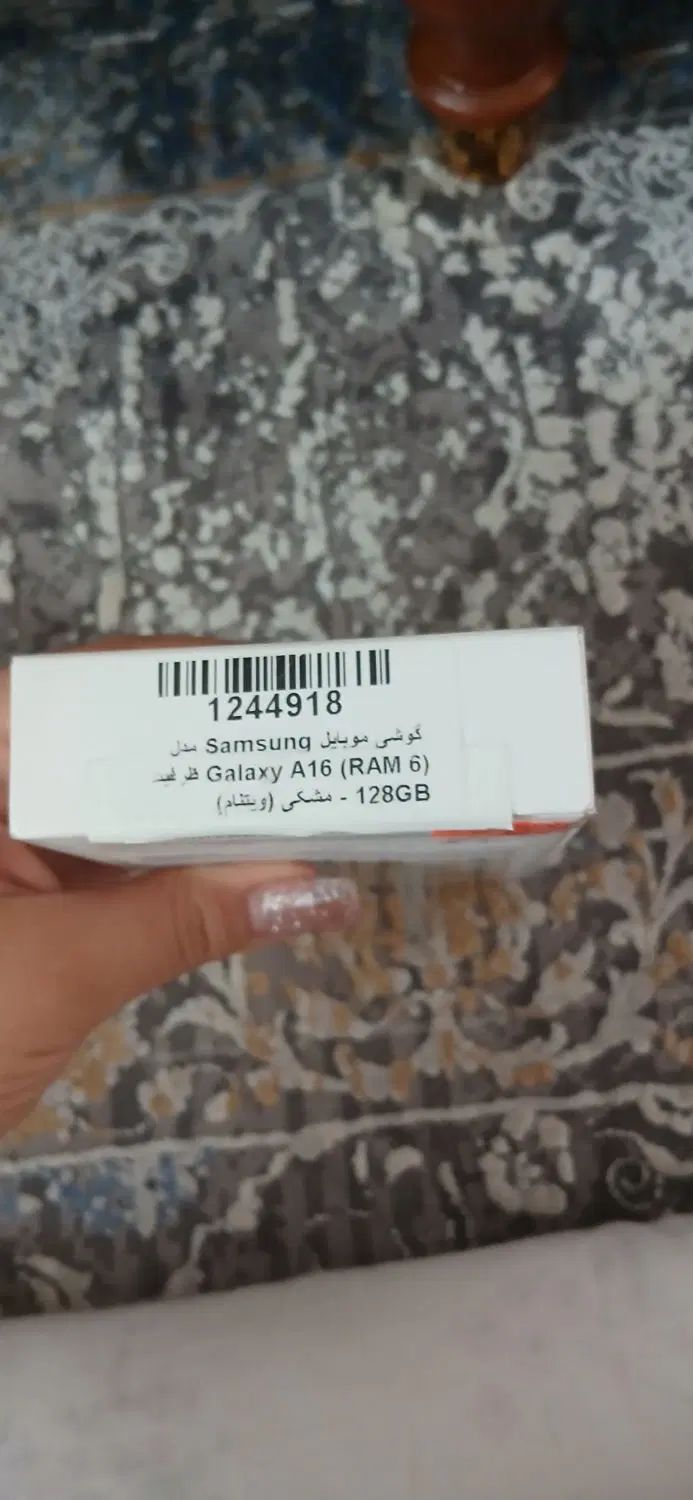 1244918
گوشی موبایل Samsung مدل
Galaxy A16 (RAM 6) ظرفیت
128GB - مشکی (ویتنام)